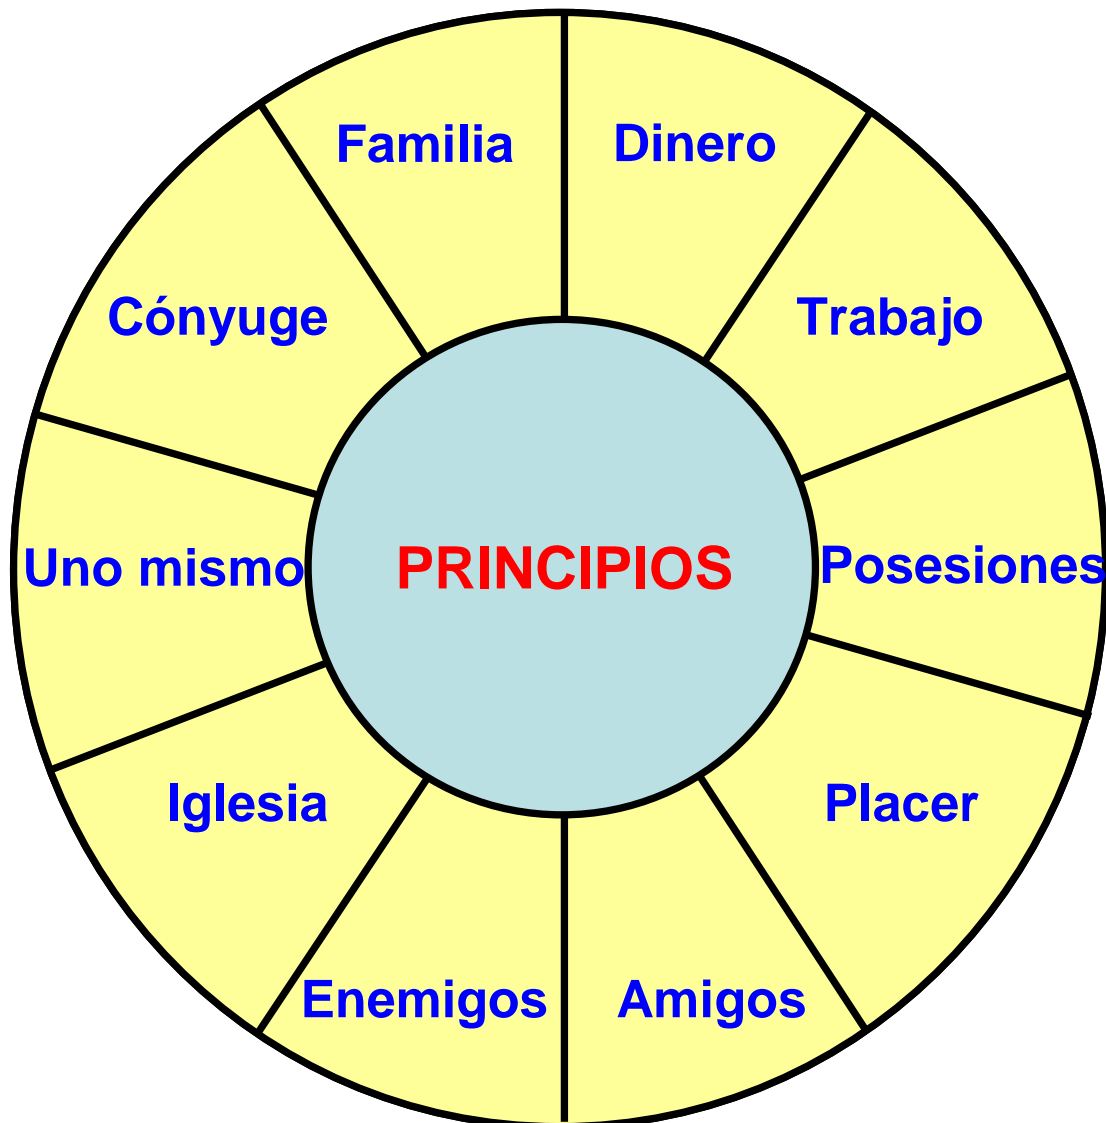 Familia
Dinero
Cónyuge
Trabajo
Uno mismo
PRINCIPIOS
Posesiones
Iglesia
Placer
Enemigos
Amigos